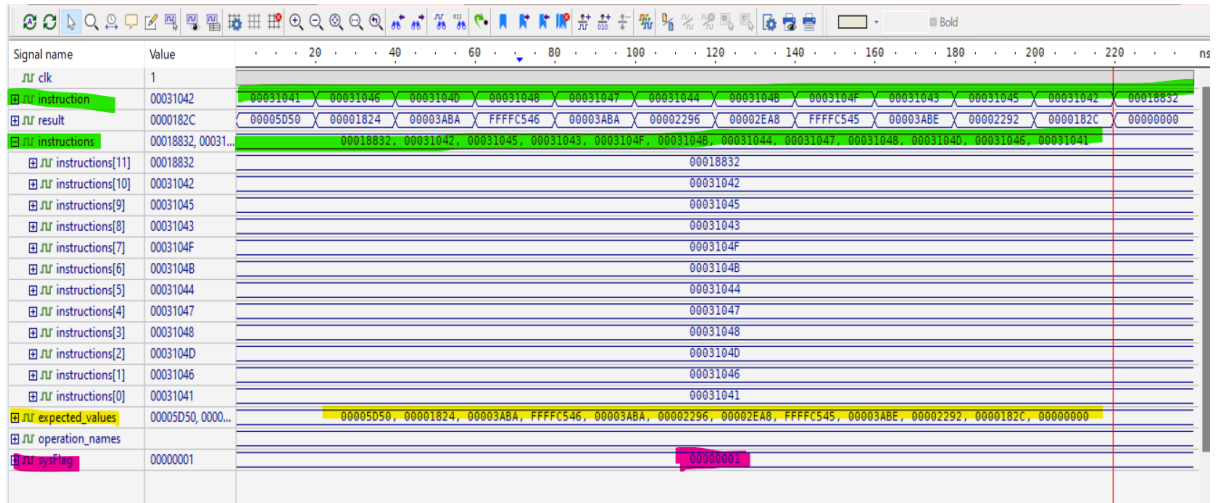 Bold
Signal name Value 20 40 60 80 100 120 140 160 180 200 220 ns
clk 1
instruction 00031042 00031041 00031046 0003104D 00031048 00031047 00031044 0003104B 0003104F 00031043 00031045 00031042 00018832
result 0000182C 00005D50 00001824 00003ABA FFFFC546 00003ABA 00002296 00002EA8 FFFFC545 00003ABE 00002292 0000182C 00000000
instructions 00018832, 00031... 00018832, 00031042, 00031045, 00031043, 0003104F, 0003104B, 00031044, 00031047, 00031048, 0003104D, 00031046, 00031041
instructions[11] 00018832 00018832
instructions[10] 00031042 00031042
instructions[9] 00031045 00031045
instructions[8] 00031043 00031043
instructions[7] 0003104F 0003104F
instructions[6] 0003104B 0003104B
instructions[5] 00031044 00031044
instructions[4] 00031047 00031047
instructions[3] 00031048 00031048
instructions[2] 0003104D 0003104D
instructions[1] 00031046 00031046
instructions[0] 00031041 00031041
expected_values 00005D50, 0000... 00005D50, 00001824, 00003ABA, FFFFC546, 00003ABA, 00002296, 00002EA8, FFFFC545, 00003ABE, 00002292, 0000182C, 00000000
operation_names
sysFlag 00000001 00000001